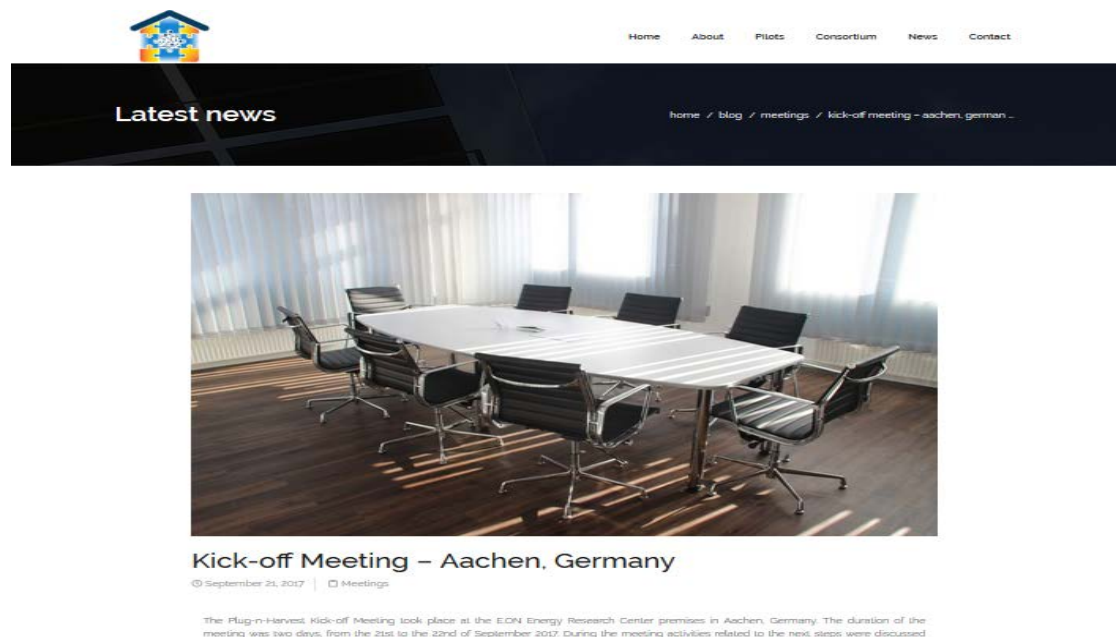 Home About Pilots Consortium News Contact
Latest news
home / blog / meetings / kick-off meeting – aachen, german ...
Kick-off Meeting – Aachen, Germany
September 21, 2017 Meetings
The Plug-n-Harvest Kick-off Meeting took place at the E.ON Energy Research Center premises in Aachen, Germany. The duration of the
meeting was two days, from the 21st to the 22nd of September 2017. During the meeting activities related to the next steps were discussed